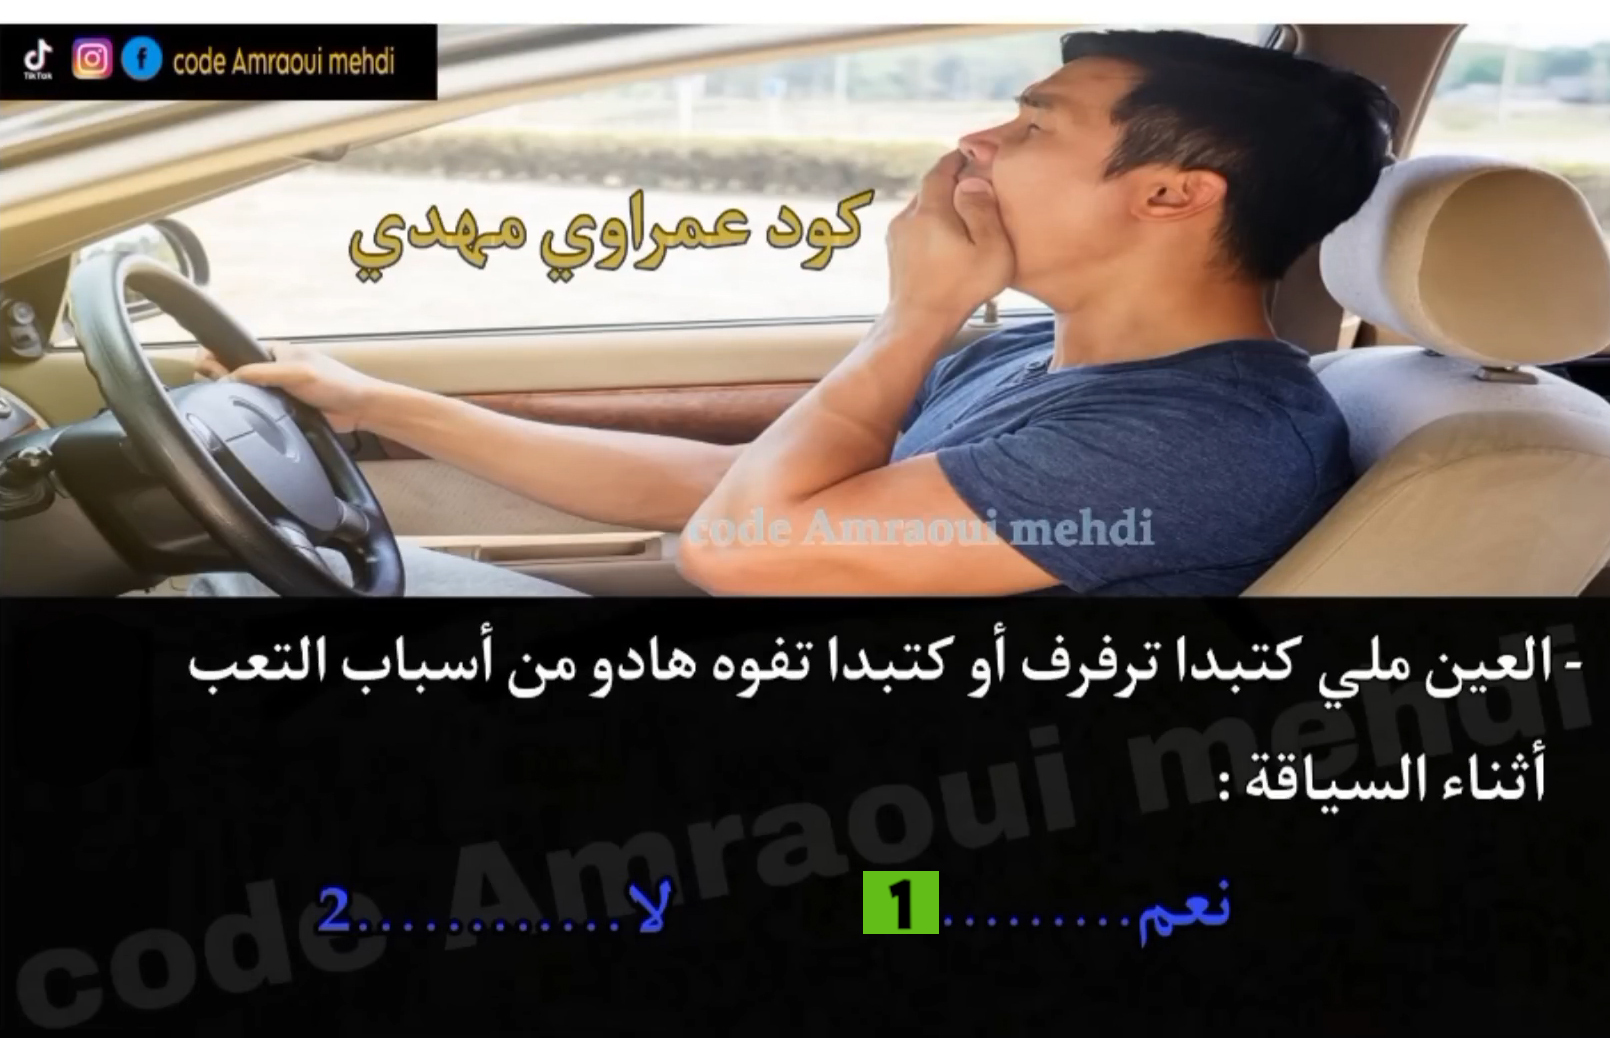 TikTok code Amraoui mehdi
كود عمراوي مهدي
code Amraoui mehdi
- العين ملي كتبدا ترفرف أو كتبدا تفوه هادو من أسباب التعب
أثناء السياقة :
نعم.........1 لا............2
code Amraoui mehdi